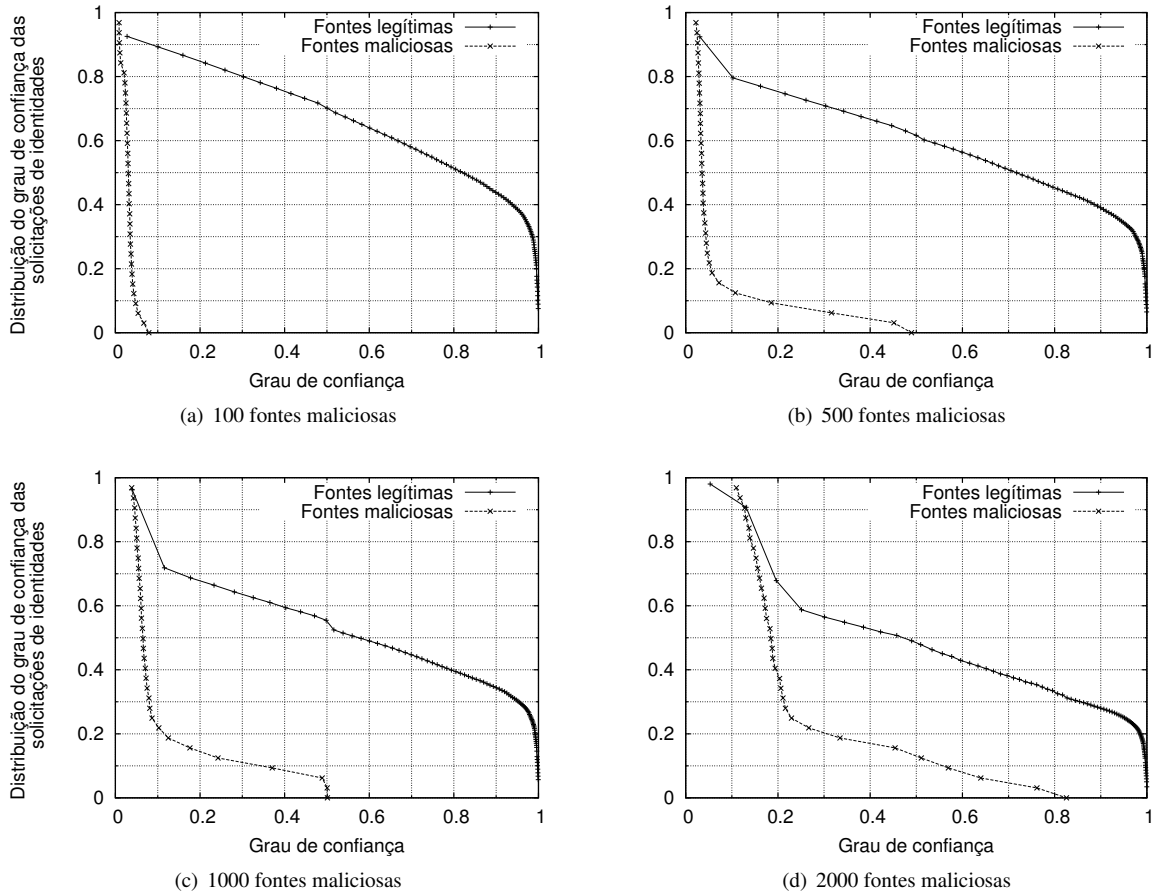 Distribuição do grau de confiança das
solicitações de identidades
1
0.8
0.6
0.4
0.2
0
Fontes legítimas
Fontes maliciosas
0 0.2 0.4 0.6 0.8 1
Grau de confiança
(a) 100 fontes maliciosas
1
0.8
0.6
0.4
0.2
0
Fontes legítimas
Fontes maliciosas
0 0.2 0.4 0.6 0.8 1
Grau de confiança
(b) 500 fontes maliciosas
Distribuição do grau de confiança das
solicitações de identidades
1
0.8
0.6
0.4
0.2
0
Fontes legítimas
Fontes maliciosas
0 0.2 0.4 0.6 0.8 1
Grau de confiança
(c) 1000 fontes maliciosas
1
0.8
0.6
0.4
0.2
0
Fontes legítimas
Fontes maliciosas
0 0.2 0.4 0.6 0.8 1
Grau de confiança
(d) 2000 fontes maliciosas